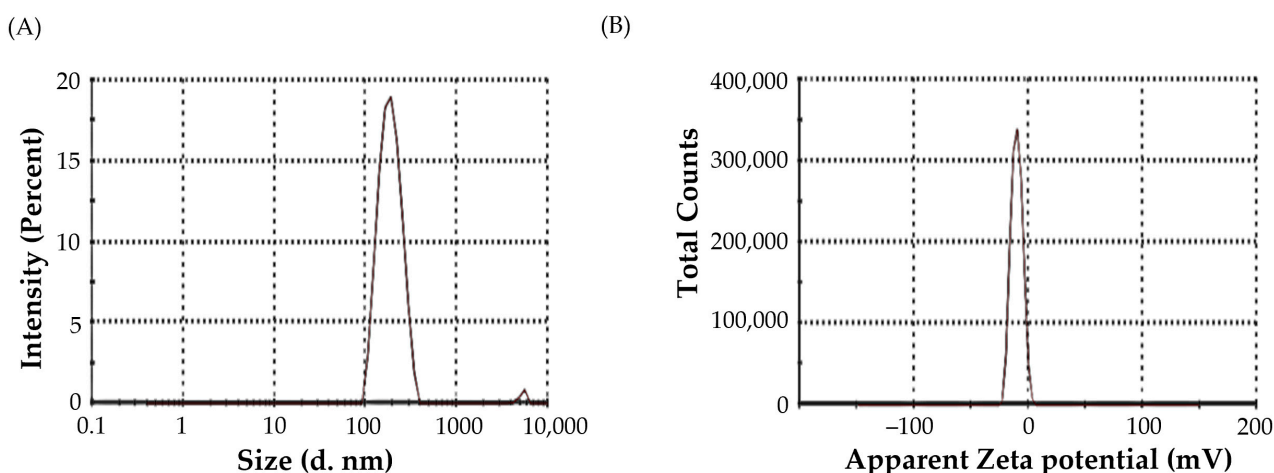 (A)
Intensity (Percent)
20
15
10
5
0
0.1 1 10 100 1000 10,000
Size (d. nm)
(B)
Total Counts
400,000
300,000
200,000
100,000
0
−100 0 100 200
Apparent Zeta potential (mV)